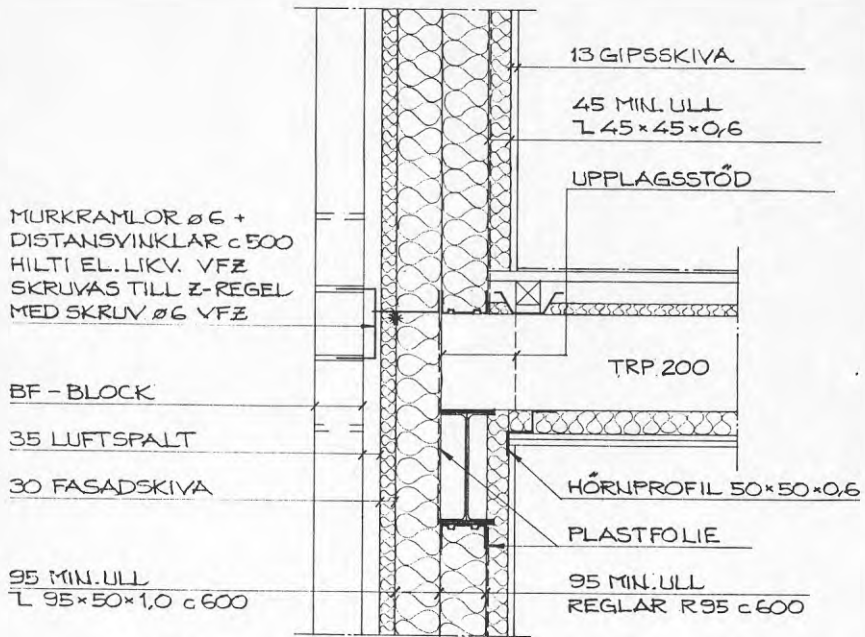 13 GIPSSKIVA
45 MIN. ULL
Z 45×45×0,6
UPPLAGSSTÖD
MURKRAMLOR ø 6 +
DISTANSVINKLAR c 500
HILTI EL. LIKV. VFZ
SKRUVAS TILL Z-REGEL
MED SKRUV ø6 VFZ
TRP 200
BF-BLOCK
35 LUFTSPALT
30 FASADSKIVA
HÖRNPROFIL 50×50×0,6
PLASTFOLIE
95 MIN. ULL
Z 95×50×1,0 c 600
95 MIN. ULL
REGLAR R 95 c 600